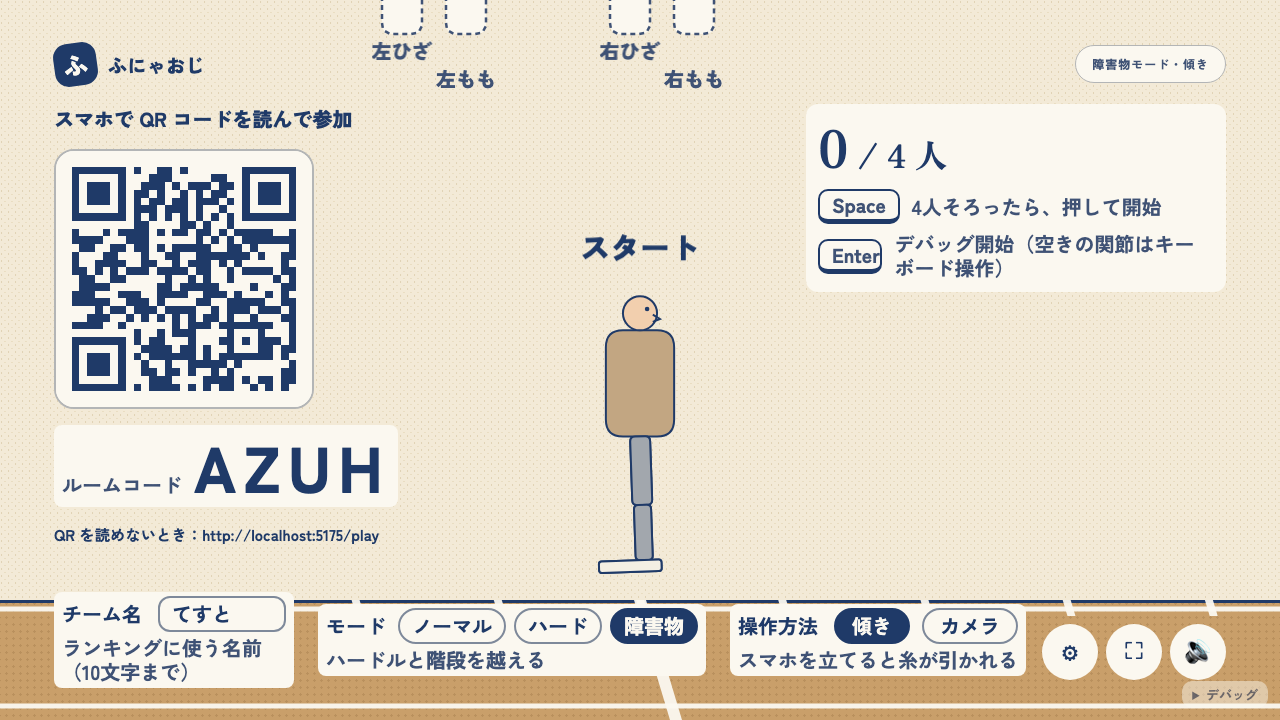 左ひざ
左もも
右ひざ
右もも
ふ
ふにゃおじ
障害物モード・傾き
スマホで QR コードを読んで参加
0 / 4 人
Space
4人そろったら、押して開始
Enter
デバッグ開始（空きの関節はキー
ボード操作）
スタート
ルームコード AZUH
QR を読めないとき：http://localhost:5175/play
チーム名 てすと
ランキングに使う名前
（10文字まで）
モード ノーマル ハード 障害物
ハードルと階段を越える
操作方法 傾き カメラ
スマホを立てると糸が引かれる
▶ デバッグ